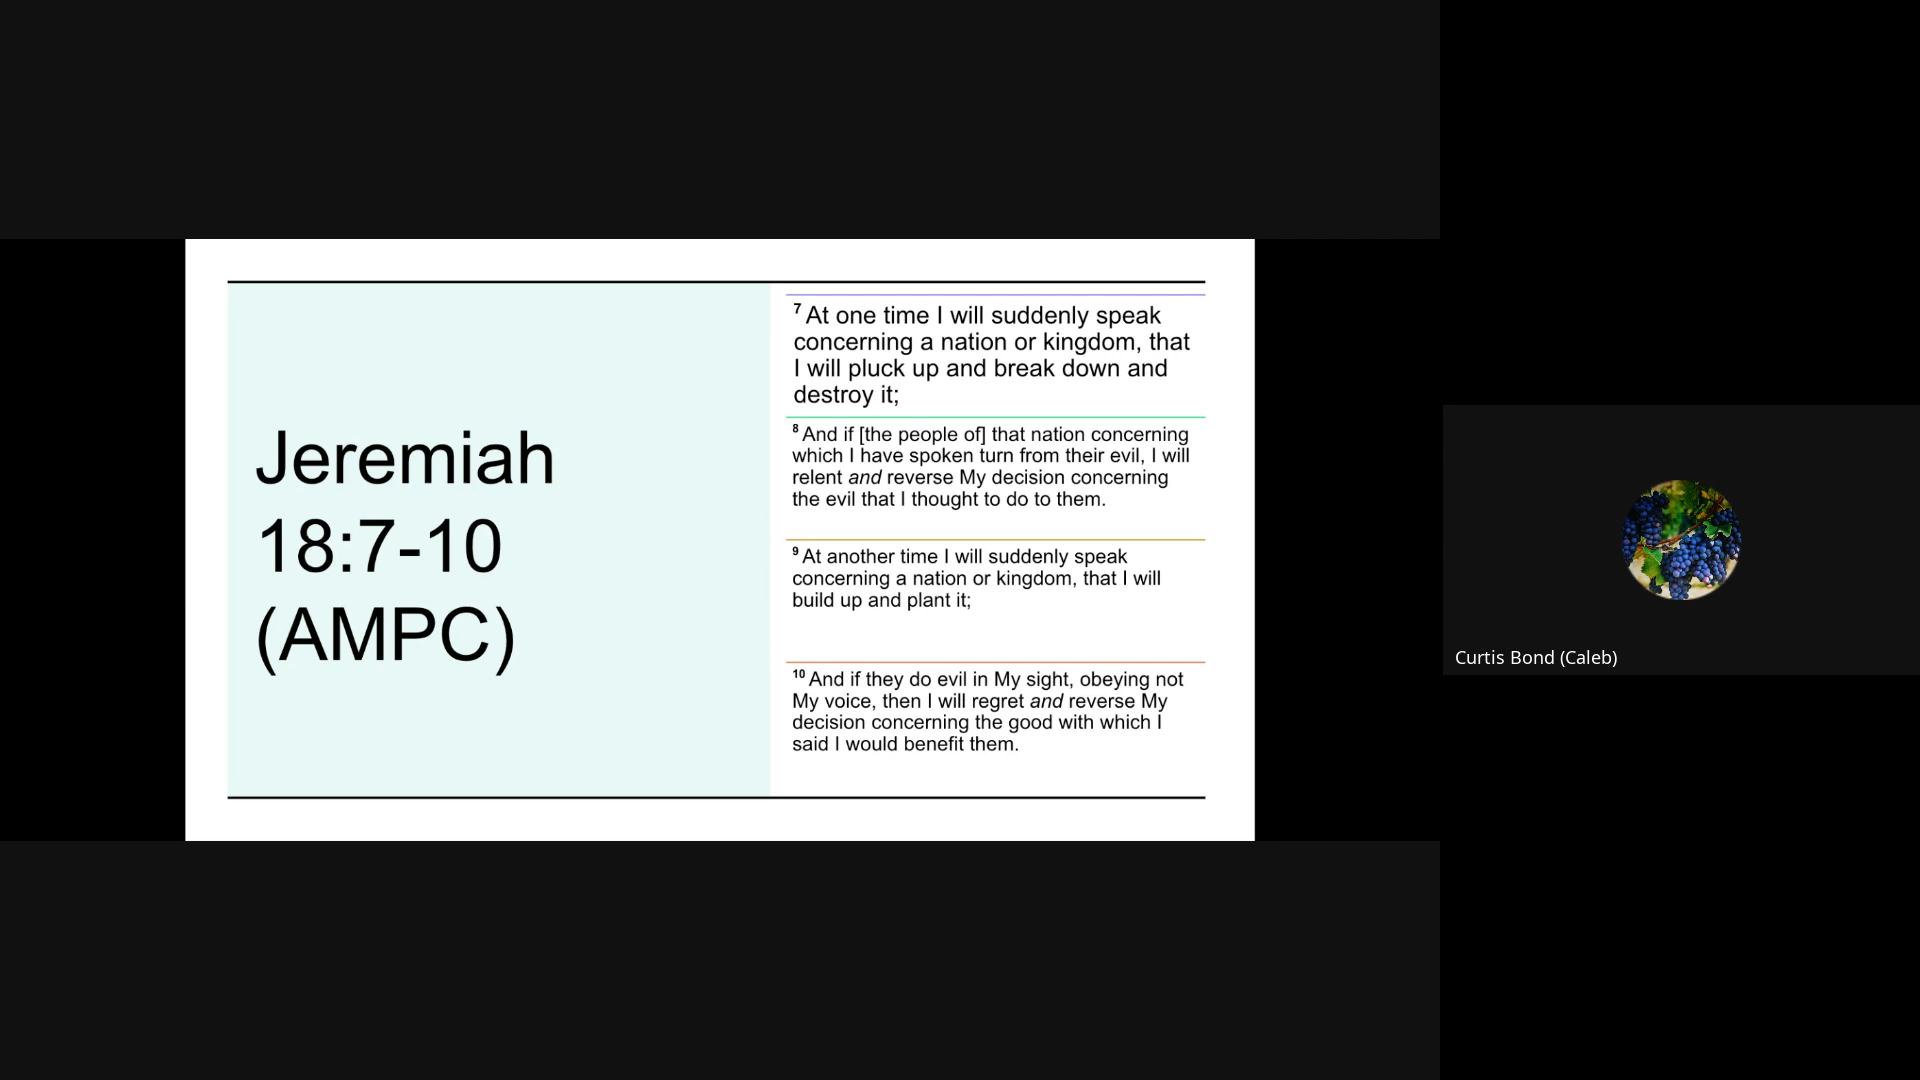 Jeremiah
18:7-10
(AMPC)
7 At one time I will suddenly speak
concerning a nation or kingdom, that
I will pluck up and break down and
destroy it;
8 And if [the people of] that nation concerning
which I have spoken turn from their evil, I will
relent and reverse My decision concerning
the evil that I thought to do to them.
9 At another time I will suddenly speak
concerning a nation or kingdom, that I will
build up and plant it;
10 And if they do evil in My sight, obeying not
My voice, then I will regret and reverse My
decision concerning the good with which I
said I would benefit them.
Curtis Bond (Caleb)